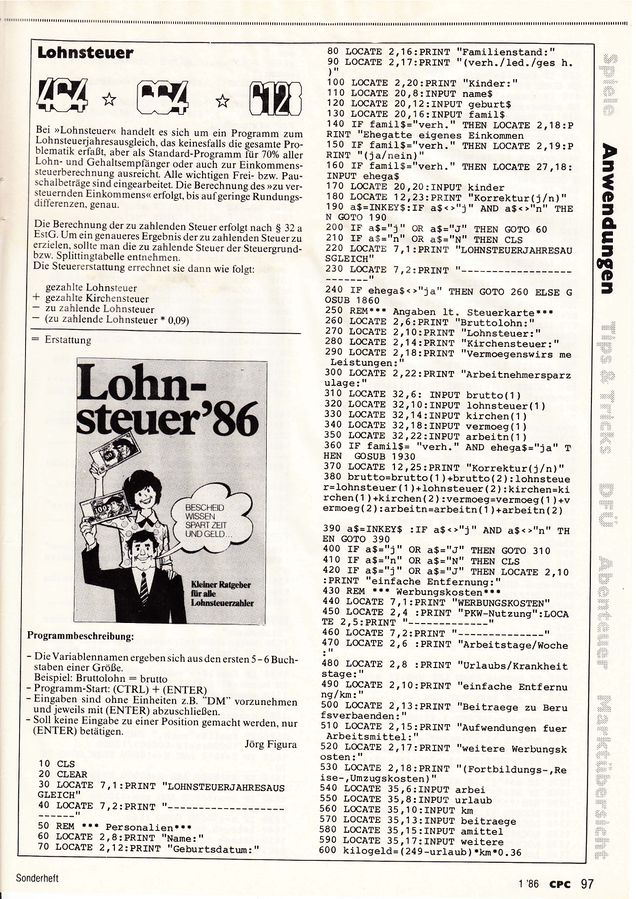 Lohnsteuer
464 ☆ 664 ☆ 6128
Bei »Lohnsteuer« handelt es sich um ein Programm zum
Lohnsteuerjahresausgleich, das keinesfalls die gesamte Pro-
blematik erfaßt, aber als Standard-Programm für 70% aller
Lohn- und Gehaltsempfänger oder auch zur Einkommens-
steuerberechnung ausreicht. Alle wichtigen Frei- bzw. Pau-
schalbeträge sind eingearbeitet. Die Berechnung des »zu ver-
steuernden Einkommens« erfolgt, bis auf geringe Rundungs-
differenzen, genau.
Die Berechnung der zu zahlenden Steuer erfolgt nach § 32 a
EstG. Um ein genaueres Ergebnis der zu zahlenden Steuer zu
erzielen, sollte man die zu zahlende Steuer der Steuergrund-
bzw. Splittingtabelle entnehmen.
Die Steuererstattung errechnet sie dann wie folgt:
gezahlte Lohnsteuer
+ gezahlte Kirchensteuer
− zu zahlende Lohnsteuer
− (zu zahlende Lohnsteuer * 0,09)
= Erstattung
Lohn-
steuer'86
BESCHEID
WISSEN
SPART ZEIT
UND GELD...
Kleiner Ratgeber
für alle
Lohnsteuerzahler
Programmbeschreibung:
- Die Variablennamen ergeben sich aus den ersten 5-6 Buch-
staben einer Größe.
Beispiel: Bruttolohn = brutto
- Programm-Start: (CTRL) + (ENTER)
- Eingaben sind ohne Einheiten z.B. "DM" vorzunehmen
und jeweils mit (ENTER) abzuschließen.
- Soll keine Eingabe zu einer Position gemacht werden, nur
(ENTER) betätigen.
Jörg Figura
10 CLS
20 CLEAR
30 LOCATE 7,1:PRINT "LOHNSTEUERJAHRESAUS
GLEICH"
40 LOCATE 7,2:PRINT "-------------------
-------"
50 REM *** Personalien***
60 LOCATE 2,8:PRINT "Name:"
70 LOCATE 2,12:PRINT "Geburtsdatum:"
80 LOCATE 2,16:PRINT "Familienstand:"
90 LOCATE 2,17:PRINT "(verh./led./ges h.
)"
100 LOCATE 2,20:PRINT "Kinder:"
110 LOCATE 20,8:INPUT name$
120 LOCATE 20,12:INPUT geburt$
130 LOCATE 20,16:INPUT famil$
140 IF famil$="verh." THEN LOCATE 2,18:P
RINT "Ehegatte eigenes Einkommen
150 IF famil$="verh." THEN LOCATE 2,19:P
RINT "(ja/nein)"
160 IF famil$="verh." THEN LOCATE 27,18:
INPUT ehega$
170 LOCATE 20,20:INPUT kinder
180 LOCATE 12,23:PRINT "Korrektur(j/n)"
190 a$=INKEY$:IF a$<>"j" AND a$<>"n" THE
N GOTO 190
200 IF a$="j" OR a$="J" THEN GOTO 60
210 IF a$="n" OR a$="N" THEN CLS
220 LOCATE 7,1:PRINT "LOHNSTEUERJAHRESAU
SGLEICH"
230 LOCATE 7,2:PRINT "------------------
--------"
240 IF ehega$<>"ja" THEN GOTO 260 ELSE G
OSUB 1860
250 REM*** Angaben lt. Steuerkarte***
260 LOCATE 2,6:PRINT "Bruttolohn:"
270 LOCATE 2,10:PRINT "Lohnsteuer:"
280 LOCATE 2,14:PRINT "Kirchensteuer:"
290 LOCATE 2,18:PRINT "Vermoegenswirs me
Leistungen:"
300 LOCATE 2,22:PRINT "Arbeitnehmersparz
ulage:"
310 LOCATE 32,6: INPUT brutto(1)
320 LOCATE 32,10:INPUT lohnsteuer(1)
330 LOCATE 32,14:INPUT kirchen(1)
340 LOCATE 32,18:INPUT vermoeg(1)
350 LOCATE 32,22:INPUT arbeitn(1)
360 IF famil$= "verh." AND ehega$="ja" T
HEN  GOSUB 1930
370 LOCATE 12,25:PRINT "Korrektur(j/n)"
380 brutto=brutto(1)+brutto(2):lohnsteue
r=lohnsteuer(1)+lohnsteuer(2):kirchen=ki
rchen(1)+kirchen(2):vermoeg=vermoeg(1)+v
ermoeg(2):arbeitn=arbeitn(1)+arbeitn(2)
390 a$=INKEY$ :IF a$<>"j" AND a$<>"n" TH
EN GOTO 390
400 IF a$="j" OR a$="J" THEN GOTO 310
410 IF a$="n" OR a$="N" THEN CLS
420 IF a$="j" OR a$="J" THEN LOCATE 2,10
:PRINT "einfache Entfernung:"
430 REM *** Werbungskosten***
440 LOCATE 7,1:PRINT "WERBUNGSKOSTEN"
450 LOCATE 2,4 :PRINT "PKW-Nutzung":LOCA
TE 2,5:PRINT"-----------"
460 LOCATE 7,2:PRINT"--------------"
470 LOCATE 2,6 :PRINT "Arbeitstage/Woche
:"
480 LOCATE 2,8 :PRINT "Urlaubs/Krankheit
stage:"
490 LOCATE 2,10:PRINT "einfache Entfernu
ng/km:"
500 LOCATE 2,13:PRINT "Beitraege zu Beru
fsverbaenden:"
510 LOCATE 2,15:PRINT "Aufwendungen fuer
Arbeitsmittel:"
520 LOCATE 2,17:PRINT "weitere Werbungsk
osten:"
530 LOCATE 2,18:PRINT "(Fortbildungs-,Re
ise-,Umzugskosten)"
540 LOCATE 35,6:INPUT arbei
550 LOCATE 35,8:INPUT urlaub
560 LOCATE 35,10:INPUT km
570 LOCATE 35,13:INPUT beitraege
580 LOCATE 35,15:INPUT amittel
590 LOCATE 35,17:INPUT weitere
600 kilogeld=(249-urlaub)*km*0.36
Spiele Anwendungen Tips & Tricks DFÜ Abenteuer Marktübersicht
Sonderheft
1 '86 CPC 97